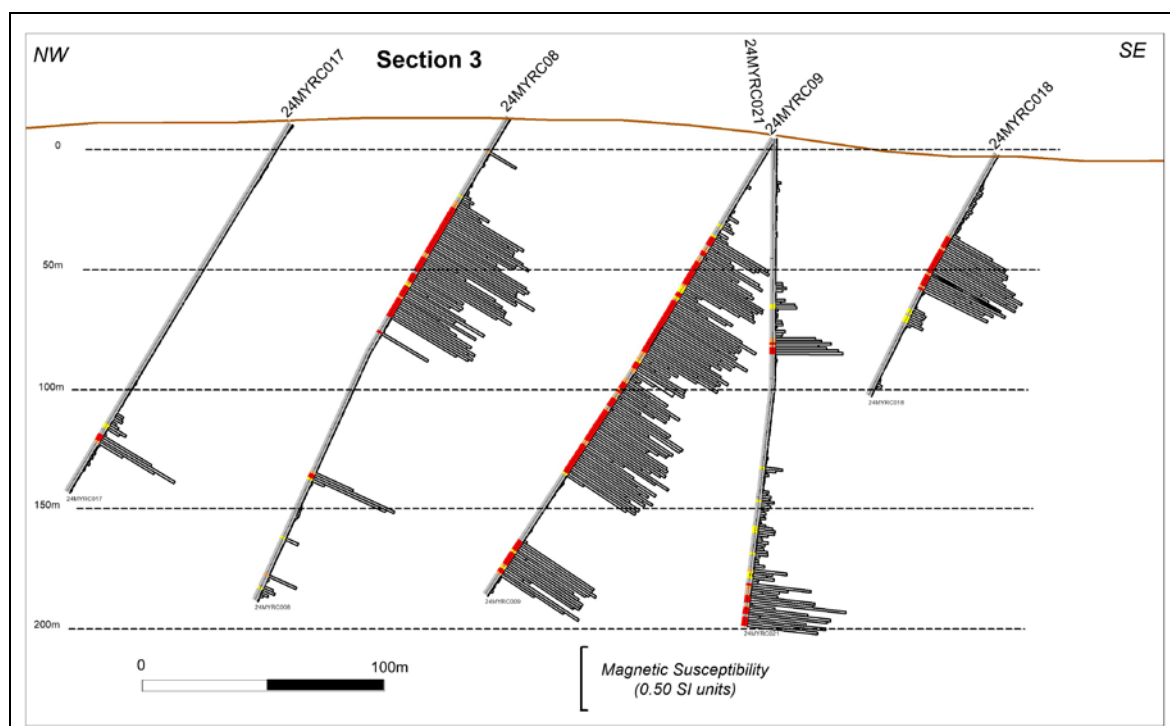 NW
Section 3
SE
24MYRC017
24MYRC08
24MYRC021
24MYRC09
24MYRC018
0
50m
100m
150m
200m
24MYRC017
24MYRC008
24MYRC009
24MYRC021
24MYRC018
0
100m
Magnetic Susceptibility
(0.50 SI units)